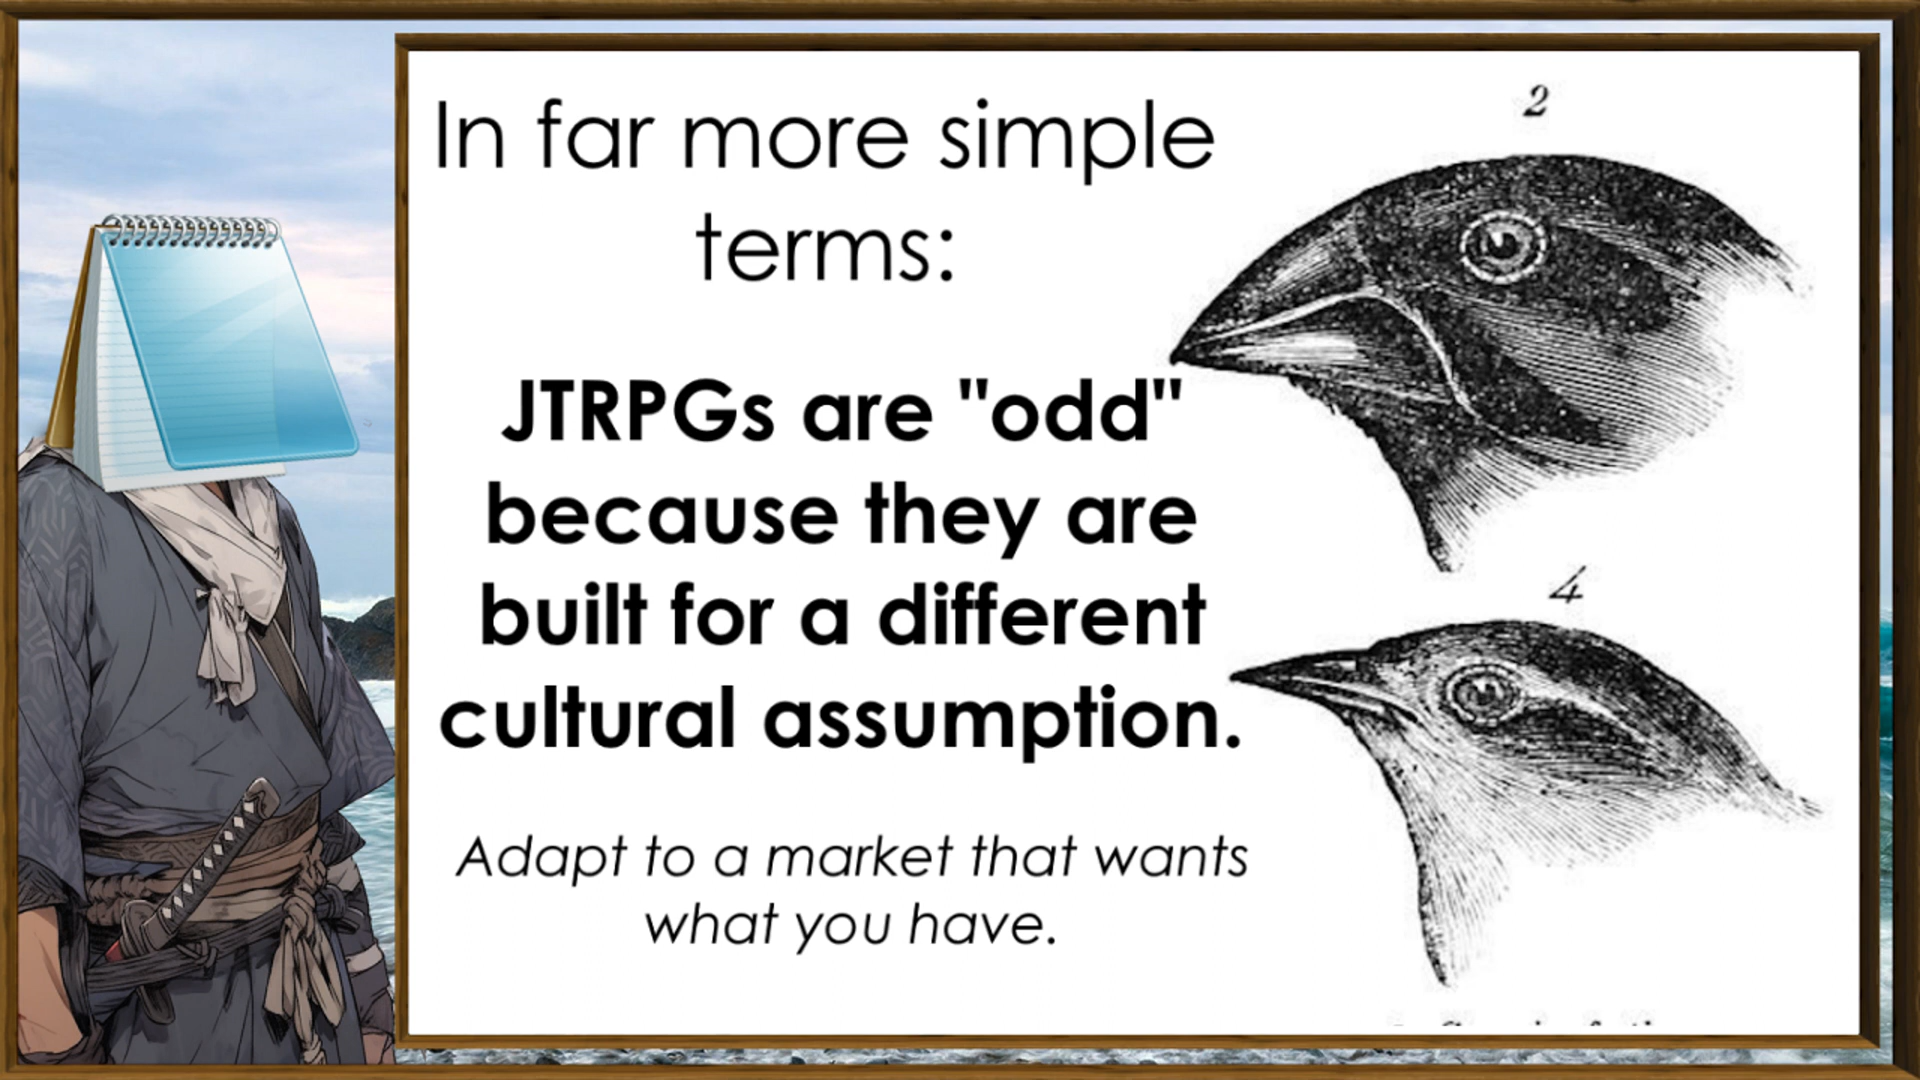 In far more simple
terms:
JTRPGs are "odd"
because they are
built for a different
cultural assumption.
Adapt to a market that wants
what you have.
2
4